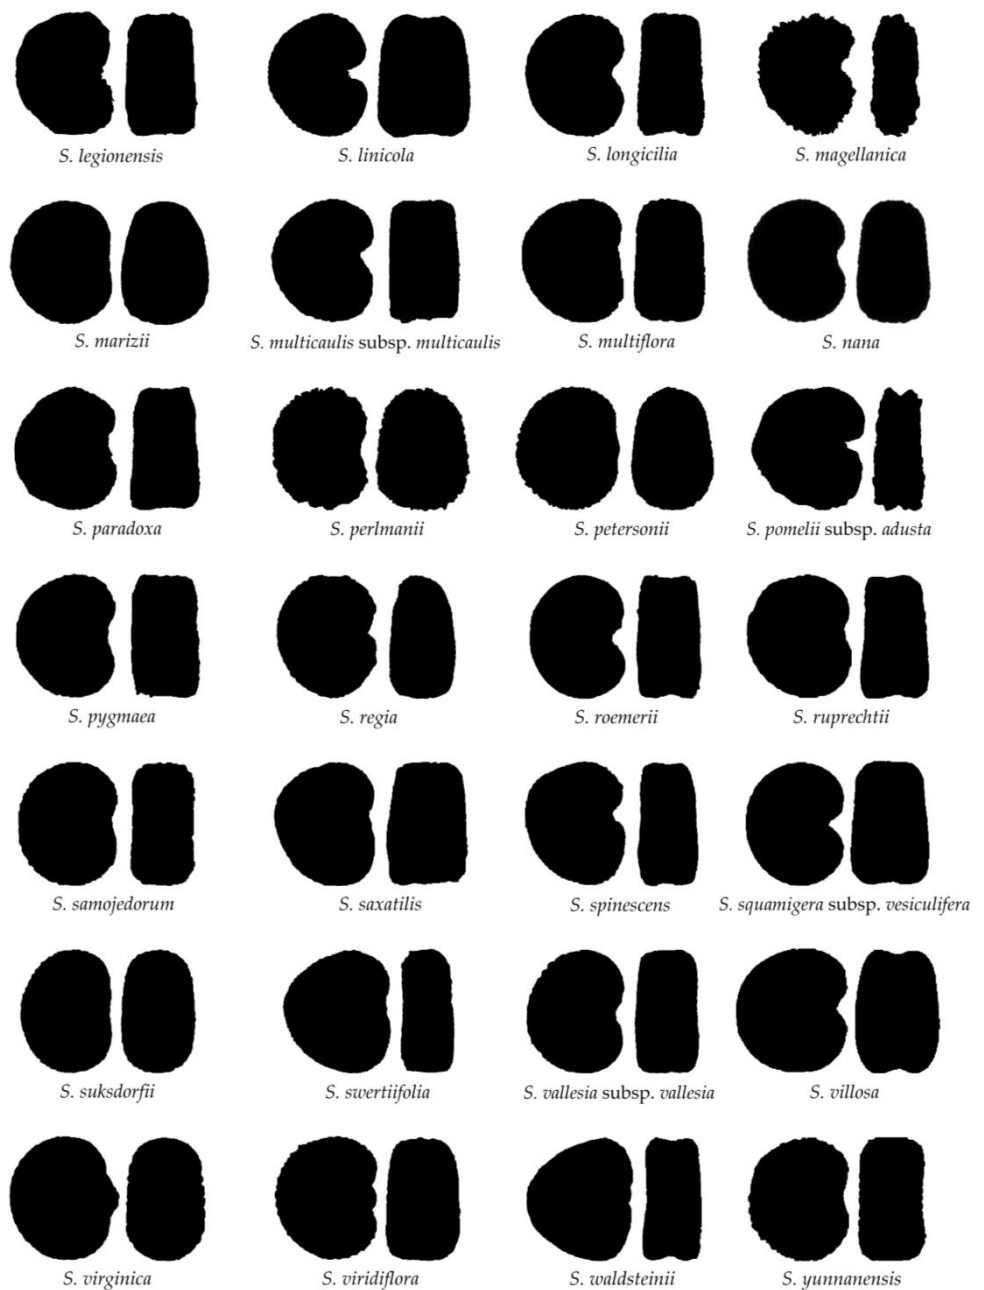 S. legionensis
S. linicola
S. longicilia
S. magellanica
S. marizii
S. multicaulis subsp. multicaulis
S. multiflora
S. nana
S. paradoxa
S. perlmanii
S. petersonii
S. pomelii subsp. adusta
S. pygmaea
S. regia
S. roemerii
S. ruprechtii
S. samojedorum
S. saxatilis
S. spinescens
S. squamigera subsp. vesiculifera
S. suksdorfii
S. swertiifolia
S. vallesia subsp. vallesia
S. villosa
S. virginica
S. viridiflora
S. waldsteinii
S. yunnanensis